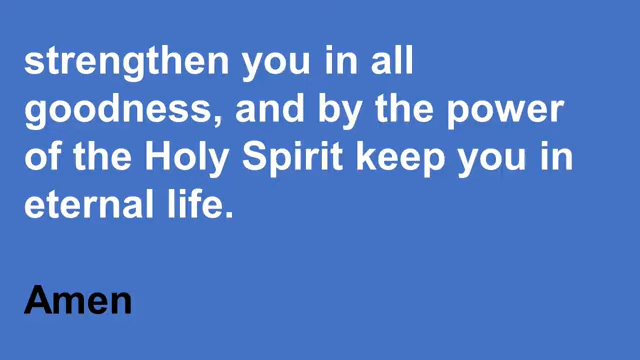 strengthen you in all
goodness, and by the power
of the Holy Spirit keep you in
eternal life.
Amen